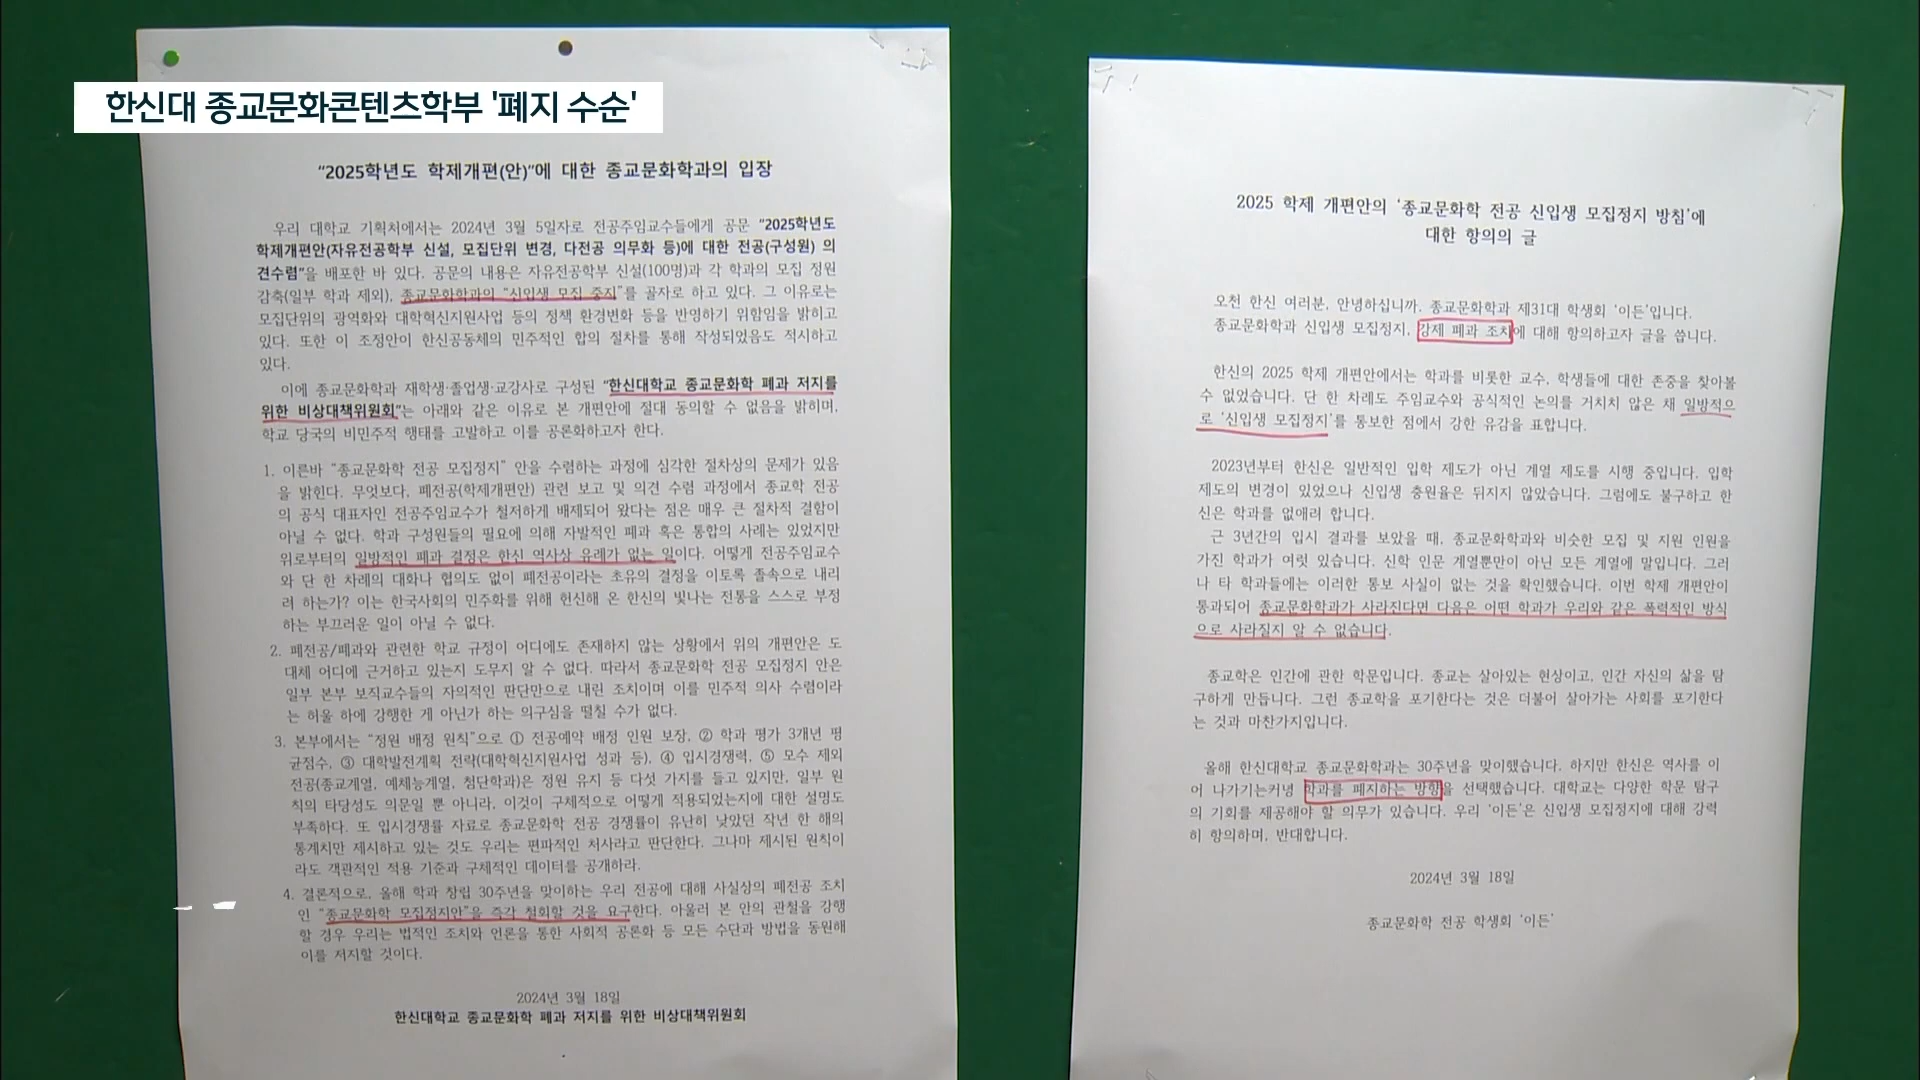 한신대 종교문화콘텐츠학부 '폐지 수순'
“2025학년도 학제개편(안)”에 대한 종교문화학과의 입장
우리 대학교 기획처에서는 2024년 3월 5일자로 전공주임교수들에게 공문 “2025학년도
학제개편안(자유전공학부 신설, 모집단위 변경, 다전공 의무화 등)에 대한 전공(구성원) 의
견수렴”을 배포한 바 있다. 공문의 내용은 자유전공학부 신설(100명)과 각 학과의 모집 정원
감축(일부 학과 제외), 종교문화학과의 “신입생 모집 중지”를 골자로 하고 있다. 그 이유로는
모집단위의 광역화와 대학혁신지원사업 등의 정책 환경변화 등을 반영하기 위함임을 밝히고
있다. 또한 이 조정안이 한신공동체의 민주적인 합의 절차를 통해 작성되었음도 적시하고
있다.
이에 종교문화학과 재학생·졸업생·교강사로 구성된 “한신대학교 종교문화학 폐과 저지를
위한 비상대책위원회”는 아래와 같은 이유로 본 개편안에 절대 동의할 수 없음을 밝히며,
학교 당국의 비민주적 행태를 고발하고 이를 공론화하고자 한다.
1. 이른바 “종교문화학 전공 모집정지” 안을 수렴하는 과정에 심각한 절차상의 문제가 있음
을 밝힌다. 무엇보다, 폐전공(학제개편안) 관련 보고 및 의견 수렴 과정에서 종교학 전공
의 공식 대표자인 전공주임교수가 철저하게 배제되어 왔다는 점은 매우 큰 절차적 결함이
아닐 수 없다. 학과 구성원들의 필요에 의해 자발적인 폐과 혹은 통합의 사례는 있었지만
위로부터의 일방적인 폐과 결정은 한신 역사상 유례가 없는 일이다. 어떻게 전공주임교수
와 단 한 차례의 대화나 협의도 없이 폐전공이라는 초유의 결정을 이토록 졸속으로 내리
려 하는가? 이는 한국사회의 민주화를 위해 헌신해 온 한신의 빛나는 전통을 스스로 부정
하는 부끄러운 일이 아닐 수 없다.
2. 폐전공/폐과와 관련한 학교 규정이 어디에도 존재하지 않는 상황에서 위의 개편안은 도
대체 어디에 근거하고 있는지 도무지 알 수 없다. 따라서 종교문화학 전공 모집정지 안은
일부 본부 보직교수들의 자의적인 판단만으로 내린 조치이며 이를 민주적 의사 수렴이라
는 허울 하에 강행한 게 아닌가 하는 의구심을 떨칠 수가 없다.
3. 본부에서는 “정원 배정 원칙”으로 ① 전공예약 배정 인원 보장, ② 학과 평가 3개년 평
균점수, ③ 대학발전계획 전략(대학혁신지원사업 성과 등), ④ 입시경쟁력, ⑤ 모수 제외
전공(종교계열, 예체능계열, 첨단학과)은 정원 유지 등 다섯 가지를 들고 있지만, 일부 원
칙의 타당성도 의문일 뿐 아니라, 이것이 구체적으로 어떻게 적용되었는지에 대한 설명도
부족하다. 또 입시경쟁률 자료로 종교문화학 전공 경쟁률이 유난히 낮았던 작년 한 해의
통계치만 제시하고 있는 것도 우리는 편파적인 처사라고 판단한다. 그나마 제시된 원칙이
라도 객관적인 적용 기준과 구체적인 데이터를 공개하라.
4. 결론적으로, 올해 학과 창립 30주년을 맞이하는 우리 전공에 대해 사실상의 폐전공 조치
인 “종교문화학 모집정지안”을 즉각 철회할 것을 요구한다. 아울러 본 안의 관철을 강행
할 경우 우리는 법적인 조치와 언론을 통한 사회적 공론화 등 모든 수단과 방법을 동원해
이를 저지할 것이다.
2024년 3월 18일
한신대학교 종교문화학 폐과 저지를 위한 비상대책위원회
2025 학제 개편안의 ‘종교문화학 전공 신입생 모집정지 방침’에
대한 항의의 글
오천 한신 여러분, 안녕하십니까. 종교문화학과 제31대 학생회 ‘이든’입니다.
종교문화학과 신입생 모집정지, 강제 폐과 조치에 대해 항의하고자 글을 씁니다.
한신의 2025 학제 개편안에서는 학과를 비롯한 교수, 학생들에 대한 존중을 찾아볼
수 없었습니다. 단 한 차례도 주임교수와 공식적인 논의를 거치치 않은 채 일방적으
로 ‘신입생 모집정지’를 통보한 점에서 강한 유감을 표합니다.
2023년부터 한신은 일반적인 입학 제도가 아닌 계열 제도를 시행 중입니다. 입학
제도의 변경이 있었으나 신입생 충원율은 뒤지지 않았습니다. 그럼에도 불구하고 한
신은 학과를 없애려 합니다.
근 3년간의 입시 결과를 보았을 때, 종교문화학과와 비슷한 모집 및 지원 인원을
가진 학과가 여럿 있습니다. 신학 인문 계열뿐만이 아닌 모든 계열에 말입니다. 그러
나 타 학과들에는 이러한 통보 사실이 없는 것을 확인했습니다. 이번 학제 개편안이
통과되어 종교문화학과가 사라진다면 다음은 어떤 학과가 우리와 같은 폭력적인 방식
으로 사라질지 알 수 없습니다.
종교학은 인간에 관한 학문입니다. 종교는 살아있는 현상이고, 인간 자신의 삶을 탐
구하게 만듭니다. 그런 종교학을 포기한다는 것은 더불어 살아가는 사회를 포기한다
는 것과 마찬가지입니다.
올해 한신대학교 종교문화학과는 30주년을 맞이했습니다. 하지만 한신은 역사를 이
어 나가기는커녕 학과를 폐지하는 방향을 선택했습니다. 대학교는 다양한 학문 탐구
의 기회를 제공해야 할 의무가 있습니다. 우리 ‘이든’은 신입생 모집정지에 대해 강력
히 항의하며, 반대합니다.
2024년 3월 18일
종교문화학 전공 학생회 ‘이든’